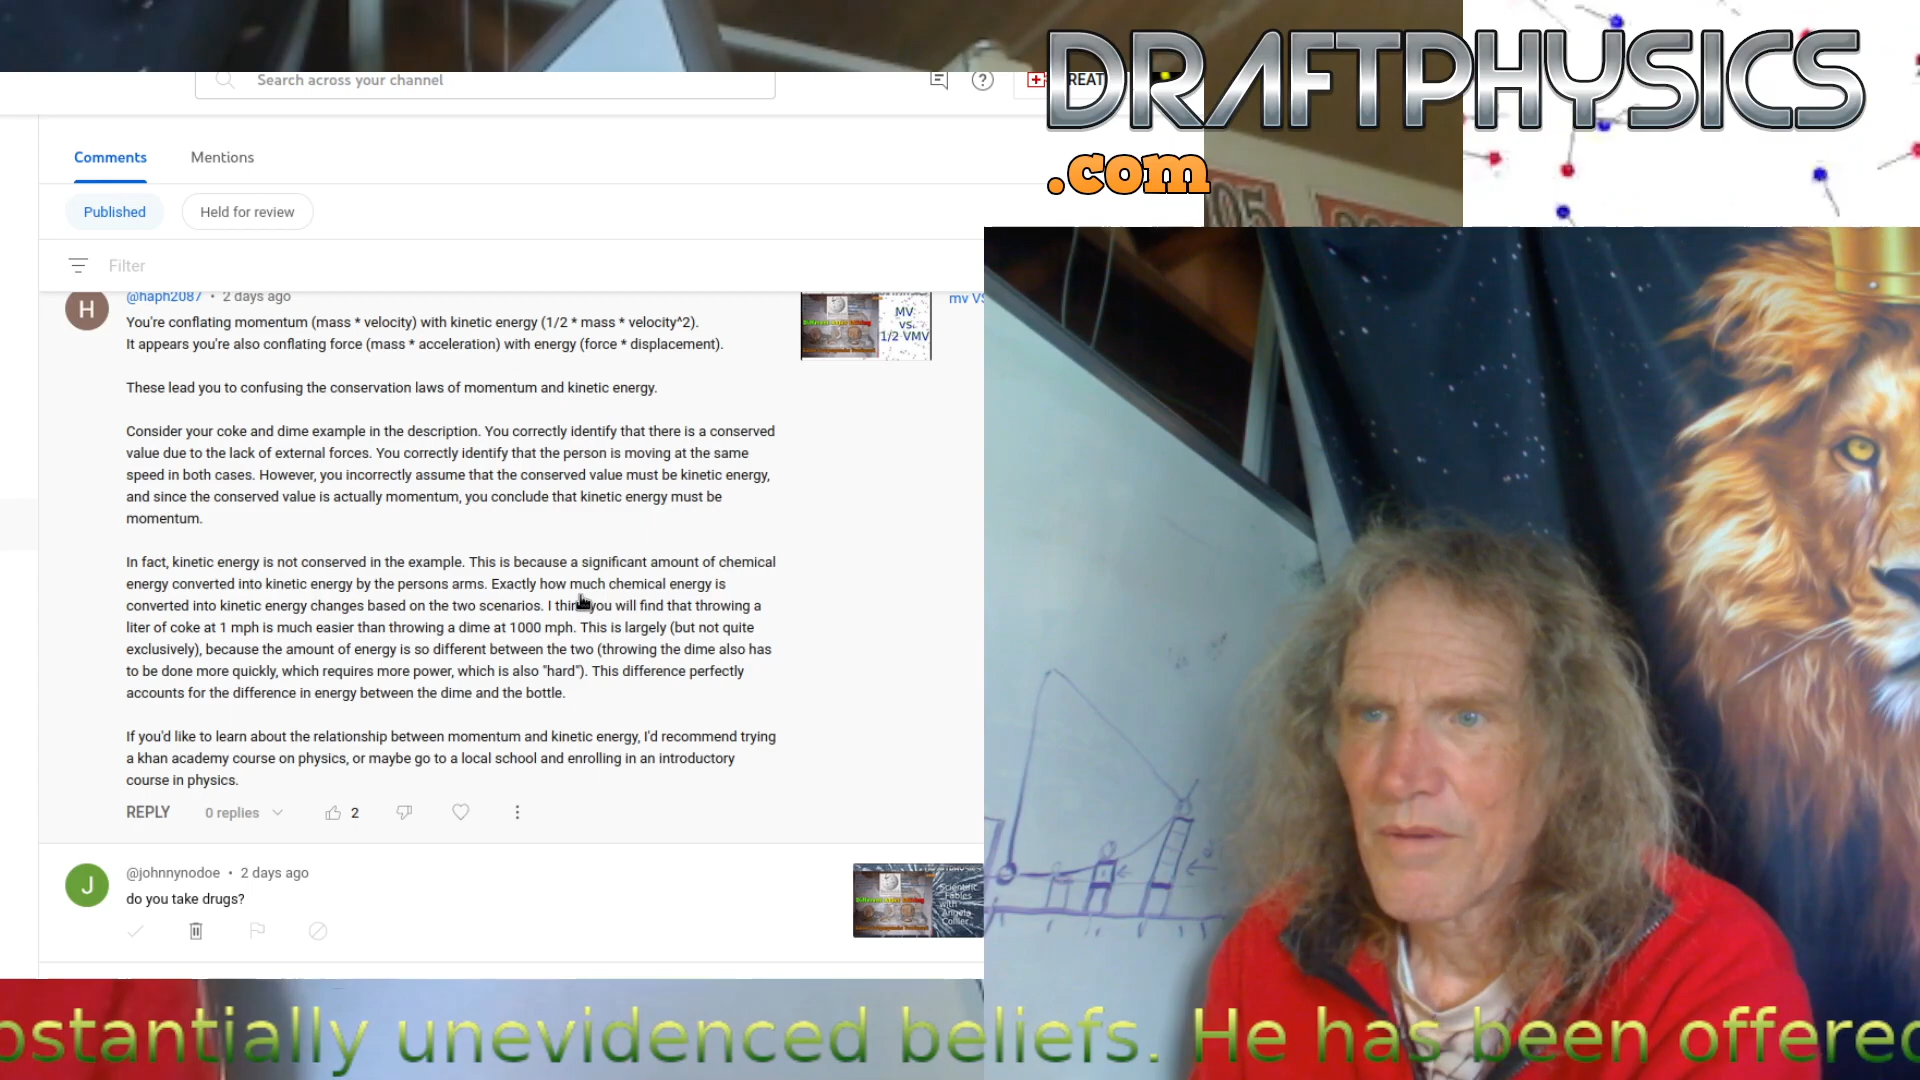 Search across your channel
REAT
DRAFTPHYSICS
.com
Comments
Mentions
Published
Held for review
05
Filter
@haph2087 • 2 days ago
mv VS
MV
vs.
1/2 VMV
You're conflating momentum (mass * velocity) with kinetic energy (1/2 * mass * velocity^2).
It appears you're also conflating force (mass * acceleration) with energy (force * displacement).
These lead you to confusing the conservation laws of momentum and kinetic energy.
Consider your coke and dime example in the description. You correctly identify that there is a conserved
value due to the lack of external forces. You correctly identify that the person is moving at the same
speed in both cases. However, you incorrectly assume that the conserved value must be kinetic energy,
and since the conserved value is actually momentum, you conclude that kinetic energy must be
momentum.
In fact, kinetic energy is not conserved in the example. This is because a significant amount of chemical
energy converted into kinetic energy by the persons arms. Exactly how much chemical energy is
converted into kinetic energy changes based on the two scenarios. I think you will find that throwing a
liter of coke at 1 mph is much easier than throwing a dime at 1000 mph. This is largely (but not quite
exclusively), because the amount of energy is so different between the two (throwing the dime also has
to be done more quickly, which requires more power, which is also "hard"). This difference perfectly
accounts for the difference in energy between the dime and the bottle.
If you'd like to learn about the relationship between momentum and kinetic energy, I'd recommend trying
a khan academy course on physics, or maybe go to a local school and enrolling in an introductory
course in physics.
REPLY
0 replies
2
H
J
@johnnynodoe • 2 days ago
do you take drugs?
Scientific
Fables
with
Angela
Collier
bstantially unevidenced beliefs. He has been offered